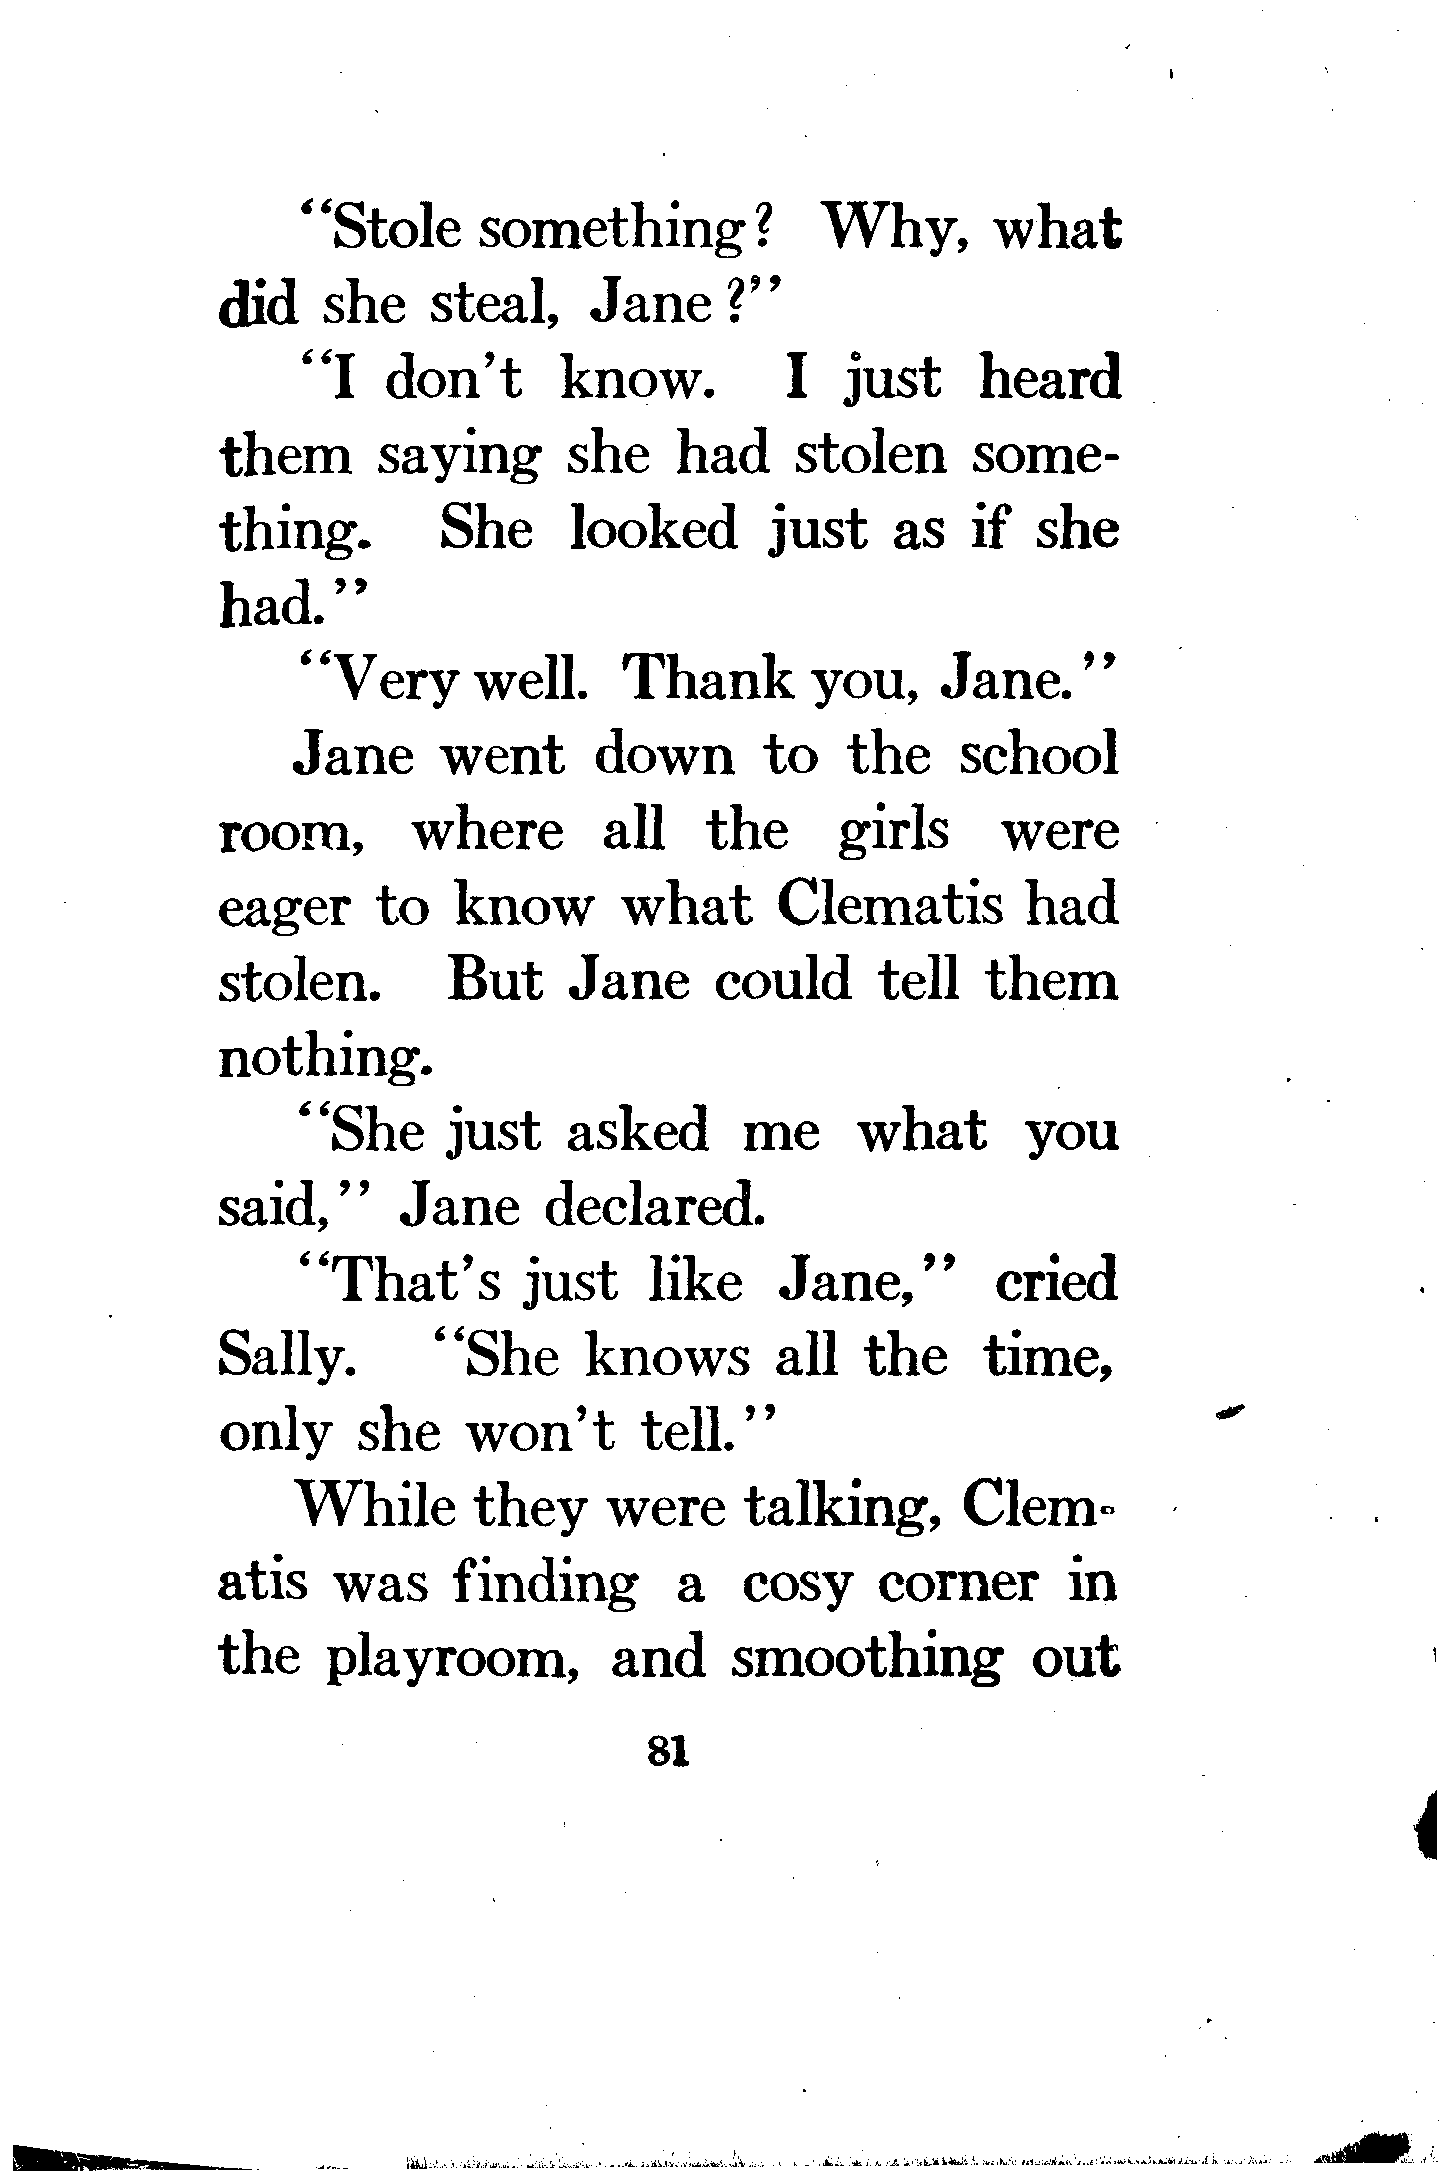 “Stole something? Why, what
did she steal, Jane?”
“I don’t know. I just heard
them saying she had stolen some-
thing. She looked just as if she
had.”
“Very well. Thank you, Jane.”
Jane went down to the school
room, where all the girls were
eager to know what Clematis had
stolen. But Jane could tell them
nothing.
“She just asked me what you
said,” Jane declared.
“That’s just like Jane,” cried
Sally. “She knows all the time,
only she won’t tell.”
While they were talking, Clem-
atis was finding a cosy corner in
the playroom, and smoothing out
81